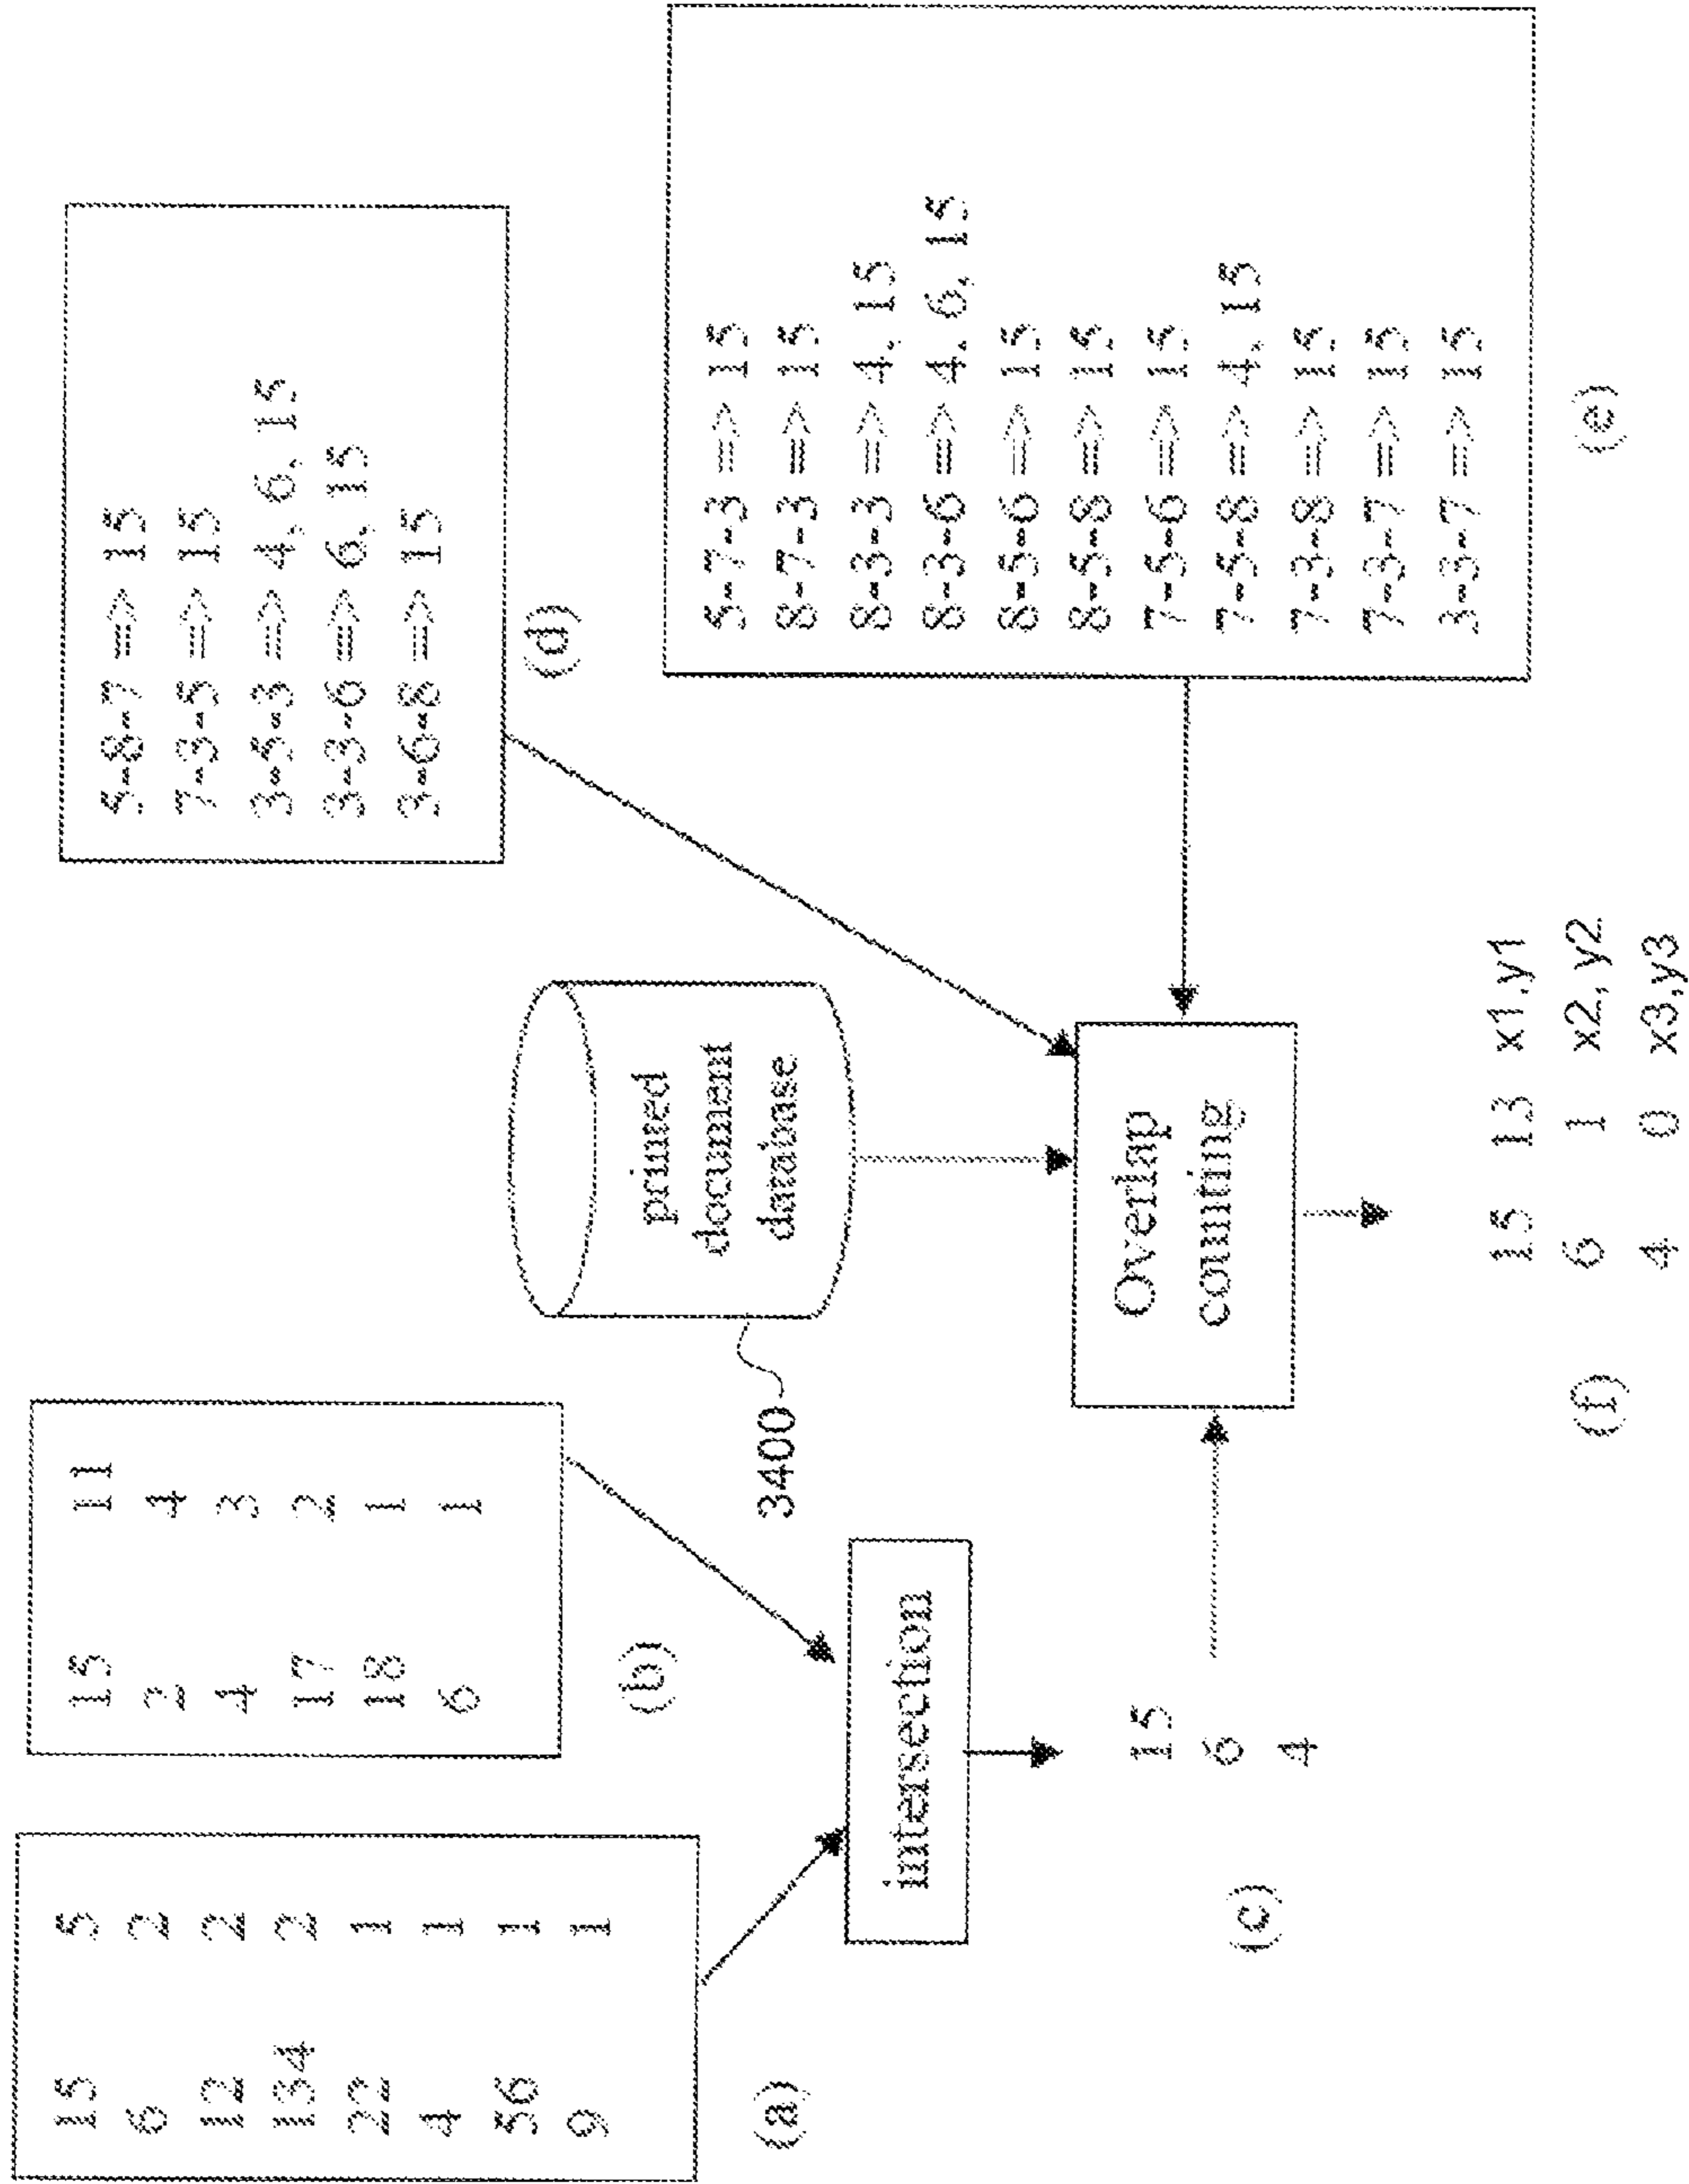 15 5
6 2
12 2
134 2
22 1
4 1
56 1
9 1
(a)
15 11
2 4
4 3
17 2
18 1
6 1
(b)
intersection
15
6
4
(c)
3400
printed
document
database
5-8-7 => 15
7-3-5 => 15
3-5-3 => 4, 6, 15
3-3-6 => 6, 15
3-6-8 => 15
(d)
5-7-3 => 15
8-7-3 => 15
8-3-3 => 4, 15
8-3-6 => 4, 6, 15
8-5-6 => 15
8-5-8 => 15
7-5-6 => 15
7-5-8 => 4, 15
7-3-8 => 15
7-3-7 => 15
3-3-7 => 15
(e)
Overlap
counting
15 13 x1,y1
6 1 x2, y2
4 0 x3,y3
(f)